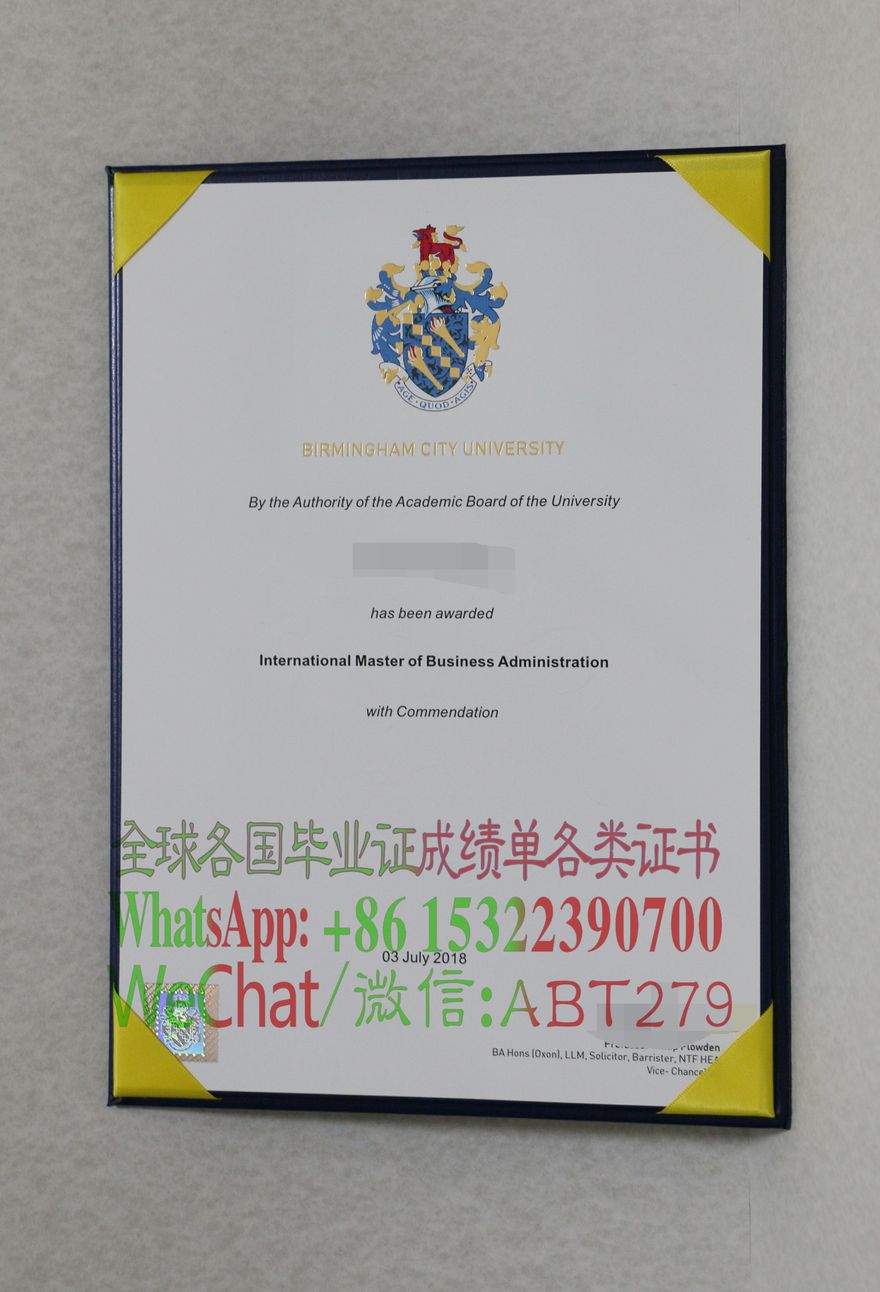 AGE·QUOD·AGIS
BIRMINGHAM CITY UNIVERSITY
By the Authority of the Academic Board of the University
has been awarded
International Master of Business Administration
with Commendation
全球各国毕业证成绩单各类证书
WhatsApp: +86 15322390700
03 July 2018
WeChat/微信:ABT279
BA Hons (Oxon), LLM, Solicitor, Barrister, NTF
Vice-